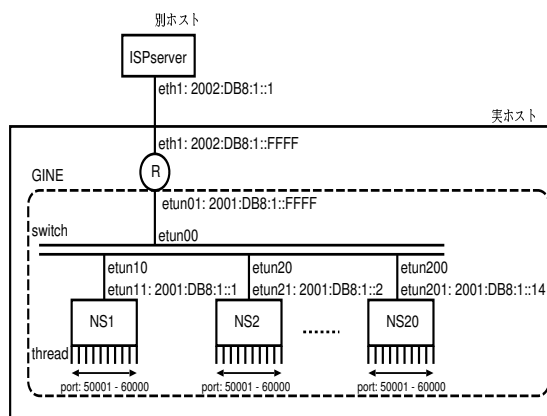 別ホスト
ISPserver
eth1: 2002:DB8:1::1
実ホスト
eth1: 2002:DB8:1::FFFF
R
GINE
etun01: 2001:DB8:1::FFFF
switch
etun00
etun10
etun20
etun200
etun11: 2001:DB8:1::1
etun21: 2001:DB8:1::2
etun201: 2001:DB8:1::14
NS1
NS2
........
NS20
thread
port: 50001 - 60000
port: 50001 - 60000
port: 50001 - 60000